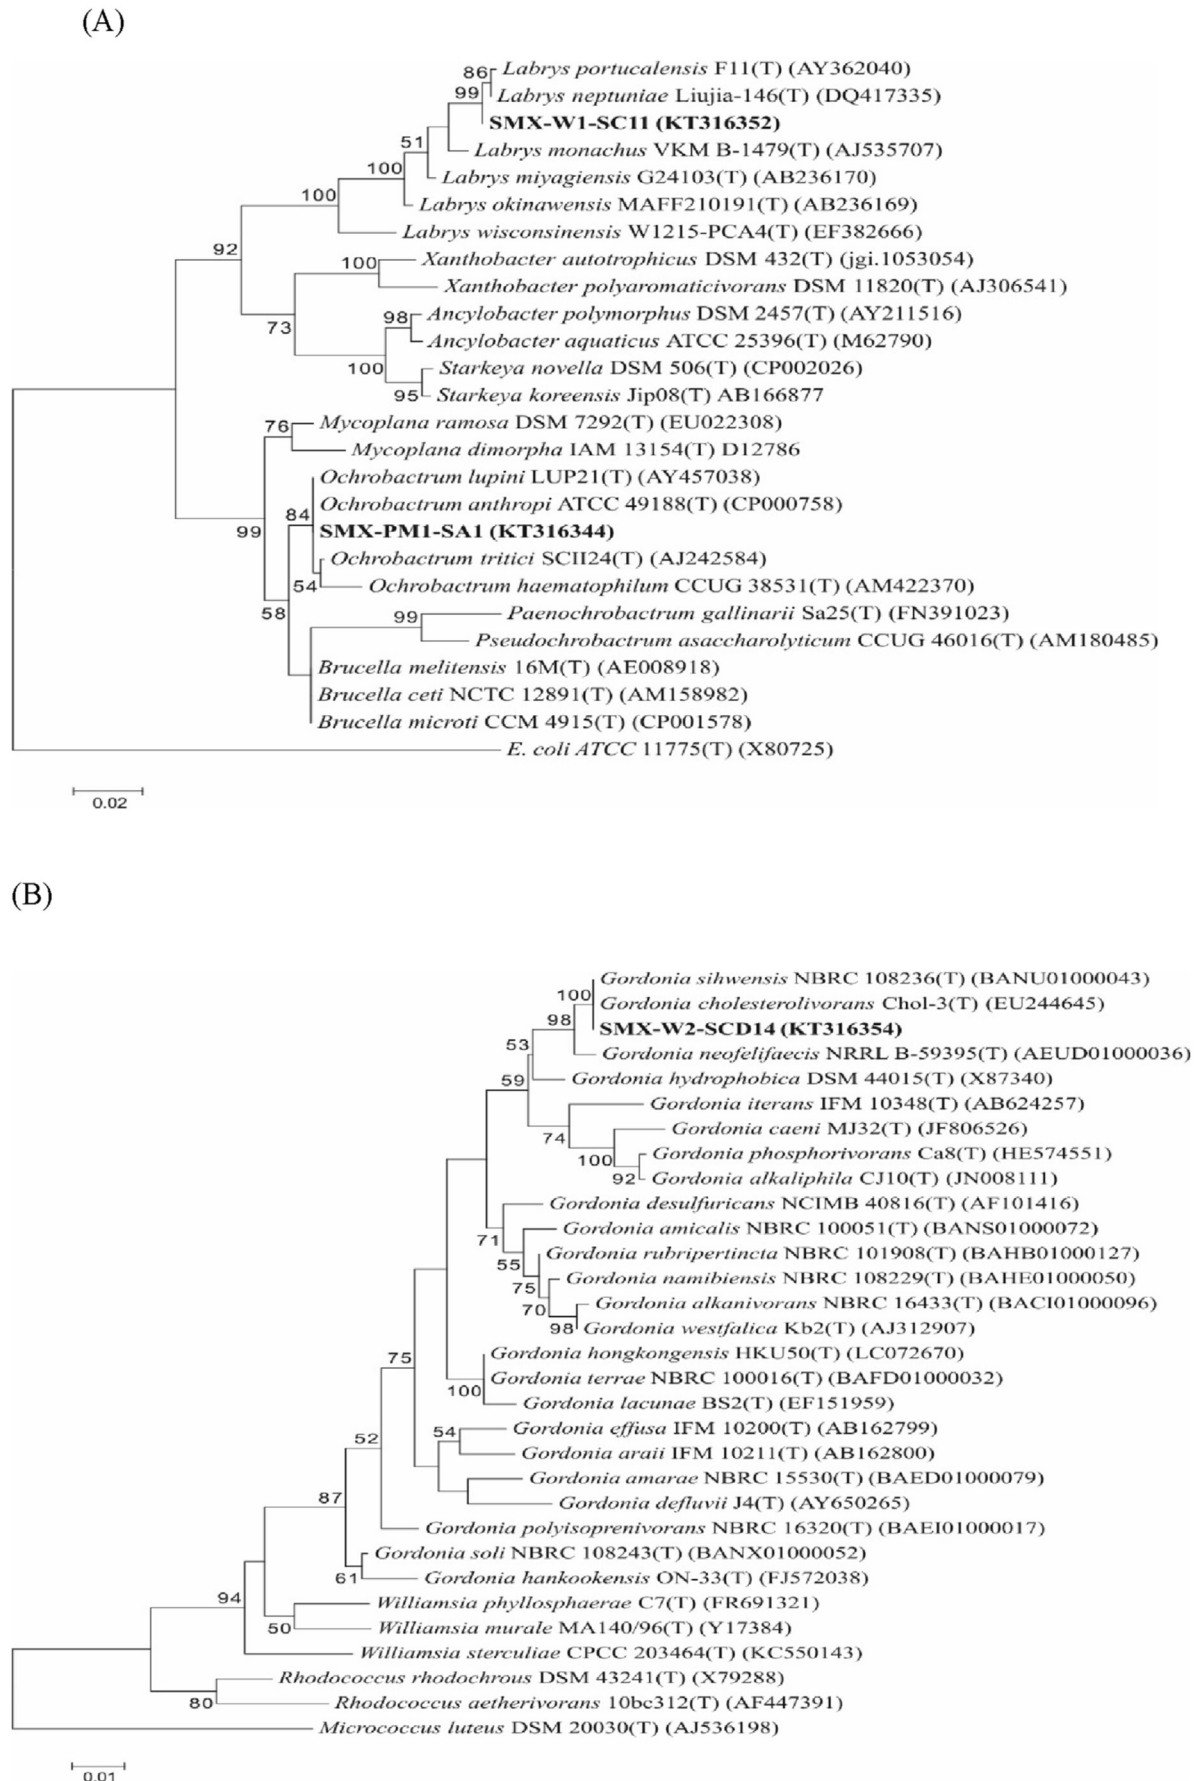 (A)
86 Labrys portucalensis F11(T) (AY362040)
99 Labrys neptuniae Liujia-146(T) (DQ417335)
SMX-W1-SC11 (KT316352)
51 Labrys monachus VKM B-1479(T) (AJ535707)
100 Labrys miyagiensis G24103(T) (AB236170)
100 Labrys okinawensis MAFF210191(T) (AB236169)
Labrys wisconsinensis W1215-PCA4(T) (EF382666)
92
100 Xanthobacter autotrophicus DSM 432(T) (jgi.1053054)
Xanthobacter polyaromaticivorans DSM 11820(T) (AJ306541)
73 98 Ancylobacter polymorphus DSM 2457(T) (AY211516)
Ancylobacter aquaticus ATCC 25396(T) (M62790)
100 Starkeya novella DSM 506(T) (CP002026)
95 Starkeya koreensis Jip08(T) AB166877
76 Mycoplana ramosa DSM 7292(T) (EU022308)
Mycoplana dimorpha IAM 13154(T) D12786
Ochrobactrum lupini LUP21(T) (AY457038)
Ochrobactrum anthropi ATCC 49188(T) (CP000758)
99 84 SMX-PM1-SA1 (KT316344)
Ochrobactrum tritici SCII24(T) (AJ242584)
54 Ochrobactrum haematophilum CCUG 38531(T) (AM422370)
58 99 Paenochrobactrum gallinarii Sa25(T) (FN391023)
Pseudochrobactrum asaccharolyticum CCUG 46016(T) (AM180485)
Brucella melitensis 16M(T) (AE008918)
Brucella ceti NCTC 12891(T) (AM158982)
Brucella microti CCM 4915(T) (CP001578)
E. coli ATCC 11775(T) (X80725)
0.02
(B)
Gordonia sihwensis NBRC 108236(T) (BANU01000043)
100 Gordonia cholesterolivorans Chol-3(T) (EU244645)
98 SMX-W2-SCD14 (KT316354)
53 Gordonia neofelifaecis NRRL B-59395(T) (AEUD01000036)
59 Gordonia hydrophobica DSM 44015(T) (X87340)
Gordonia iterans IFM 10348(T) (AB624257)
74 Gordonia caeni MJ32(T) (JF806526)
100 Gordonia phosphorivorans Ca8(T) (HE574551)
92 Gordonia alkaliphila CJ10(T) (JN008111)
Gordonia desulfuricans NCIMB 40816(T) (AF101416)
71 Gordonia amicalis NBRC 100051(T) (BANS01000072)
55 Gordonia rubripertincta NBRC 101908(T) (BAHB01000127)
75 Gordonia namibiensis NBRC 108229(T) (BAHE01000050)
70 Gordonia alkanivorans NBRC 16433(T) (BACI01000096)
98 Gordonia westfalica Kb2(T) (AJ312907)
75 Gordonia hongkongensis HKU50(T) (LC072670)
100 Gordonia terrae NBRC 100016(T) (BAFD01000032)
Gordonia lacunae BS2(T) (EF151959)
52 54 Gordonia effusa IFM 10200(T) (AB162799)
Gordonia araii IFM 10211(T) (AB162800)
Gordonia amarae NBRC 15530(T) (BAED01000079)
87 Gordonia defluvii J4(T) (AY650265)
Gordonia polyisoprenivorans NBRC 16320(T) (BAEI01000017)
Gordonia soli NBRC 108243(T) (BANX01000052)
61 Gordonia hankookensis ON-33(T) (FJ572038)
94 Williamsia phyllosphaerae C7(T) (FR691321)
50 Williamsia murale MA140/96(T) (Y17384)
Williamsia sterculiae CPCC 203464(T) (KC550143)
Rhodococcus rhodochrous DSM 43241(T) (X79288)
80 Rhodococcus aetherivorans 10bc312(T) (AF447391)
Micrococcus luteus DSM 20030(T) (AJ536198)
0.01